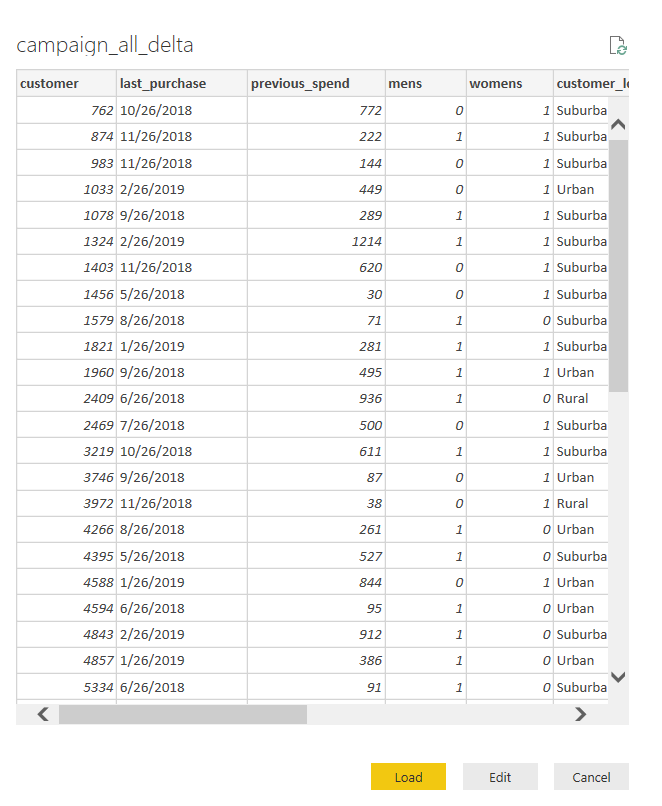 campaign_all_delta
customer last_purchase previous_spend mens womens customer_l
762 10/26/2018 772 0 1 Suburba
874 11/26/2018 222 1 1 Suburba
983 11/26/2018 144 0 1 Suburba
1033 2/26/2019 449 0 1 Urban
1078 9/26/2018 289 1 1 Suburba
1324 2/26/2019 1214 1 1 Suburba
1403 11/26/2018 620 0 1 Suburba
1456 5/26/2018 30 0 1 Suburba
1579 8/26/2018 71 1 0 Suburba
1821 1/26/2019 281 1 1 Suburba
1960 9/26/2018 495 1 1 Urban
2409 6/26/2018 936 1 0 Rural
2469 7/26/2018 500 0 1 Suburba
3219 10/26/2018 611 1 1 Suburba
3746 9/26/2018 87 0 1 Urban
3972 11/26/2018 38 0 1 Rural
4266 8/26/2018 261 1 0 Urban
4395 5/26/2018 527 1 0 Suburba
4588 1/26/2019 844 0 1 Urban
4594 6/26/2018 95 1 0 Urban
4843 2/26/2019 912 1 0 Suburba
4857 1/26/2019 386 1 0 Urban
5334 6/26/2018 91 1 0 Suburba
Load Edit Cancel